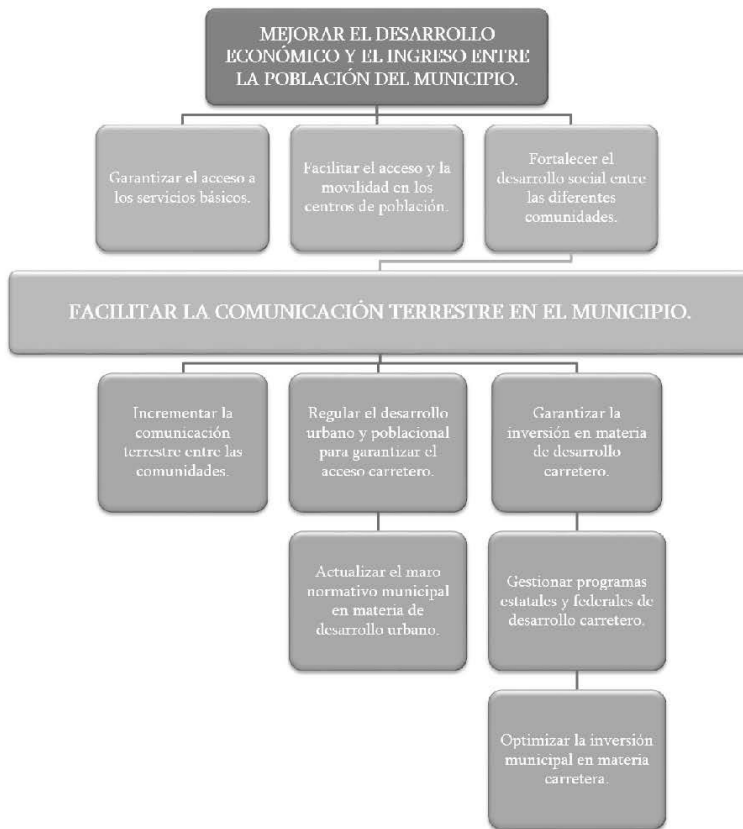 MEJORAR EL DESARROLLO
ECONÓMICO Y EL INGRESO ENTRE
LA POBLACIÓN DEL MUNICIPIO.
Garantizar el acceso a
los servicios básicos.
Facilitar el acceso y la
movilidad en los
centros de población.
Fortalecer el
desarrollo social entre
las diferentes
comunidades.
FACILITAR LA COMUNICACIÓN TERRESTRE EN EL MUNICIPIO.
Incrementar la
comunicación
terrestre entre las
comunidades.
Regular el desarrollo
urbano y poblacional
para garantizar el
acceso carretero.
Garantizar la
inversión en materia
de desarrollo
carretero.
Actualizar el maro
normativo municipal
en materia de
desarrollo urbano.
Gestionar programas
estatales y federales de
desarrollo carretero.
Optimizar la inversión
municipal en materia
carretera.